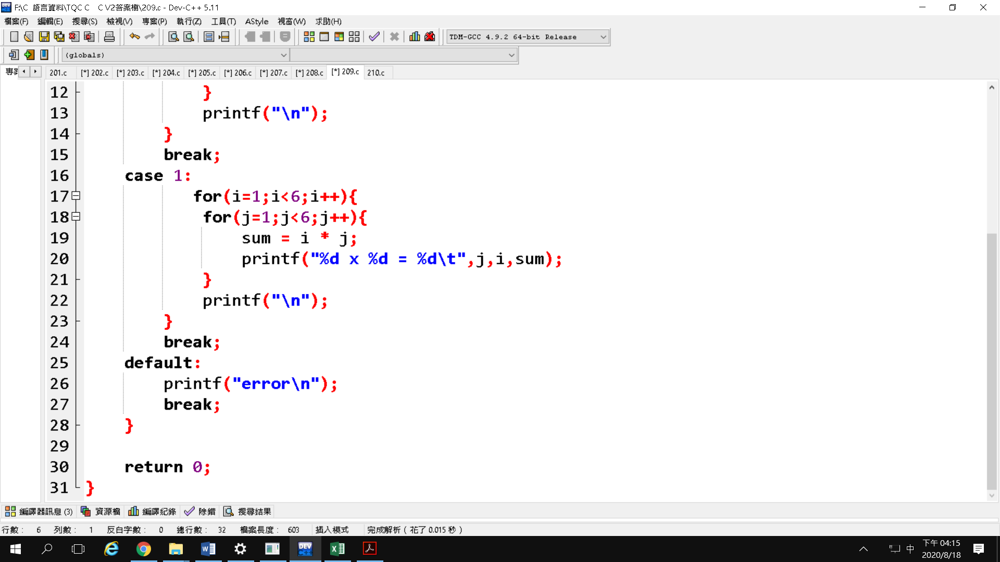 F:\C 語言資料\TQC C    C V2答案檔\209.c - Dev-C++ 5.11
檔案(F) 編輯(E) 搜尋(S) 檢視(V) 專案(P) 執行(Z) 工具(T) AStyle 視窗(W) 求助(H)
TDM-GCC 4.9.2 64-bit Release
(globals)
201.c [*] 202.c [*] 203.c [*] 204.c [*] 205.c [*] 206.c [*] 207.c [*] 208.c [*] 209.c 210.c
12 }
13 printf("\n");
14 }
15 break;
16 case 1:
17 for(i=1;i<6;i++){
18 for(j=1;j<6;j++){
19 sum = i * j;
20 printf("%d x %d = %d\t",j,i,sum);
21 }
22 printf("\n");
23 }
24 break;
25 default:
26 printf("error\n");
27 break;
28 }
29
30 return 0;
31 }
編譯器訊息 (3) 資源檔 編譯紀錄 除錯 搜尋結果
行數： 6 列數： 1 反白字數： 0 總行數： 32 檔案長度： 603 插入模式 完成解析 ( 花了 0.015 秒 )
DEV C++ 中 下午 04:15
2020/8/18